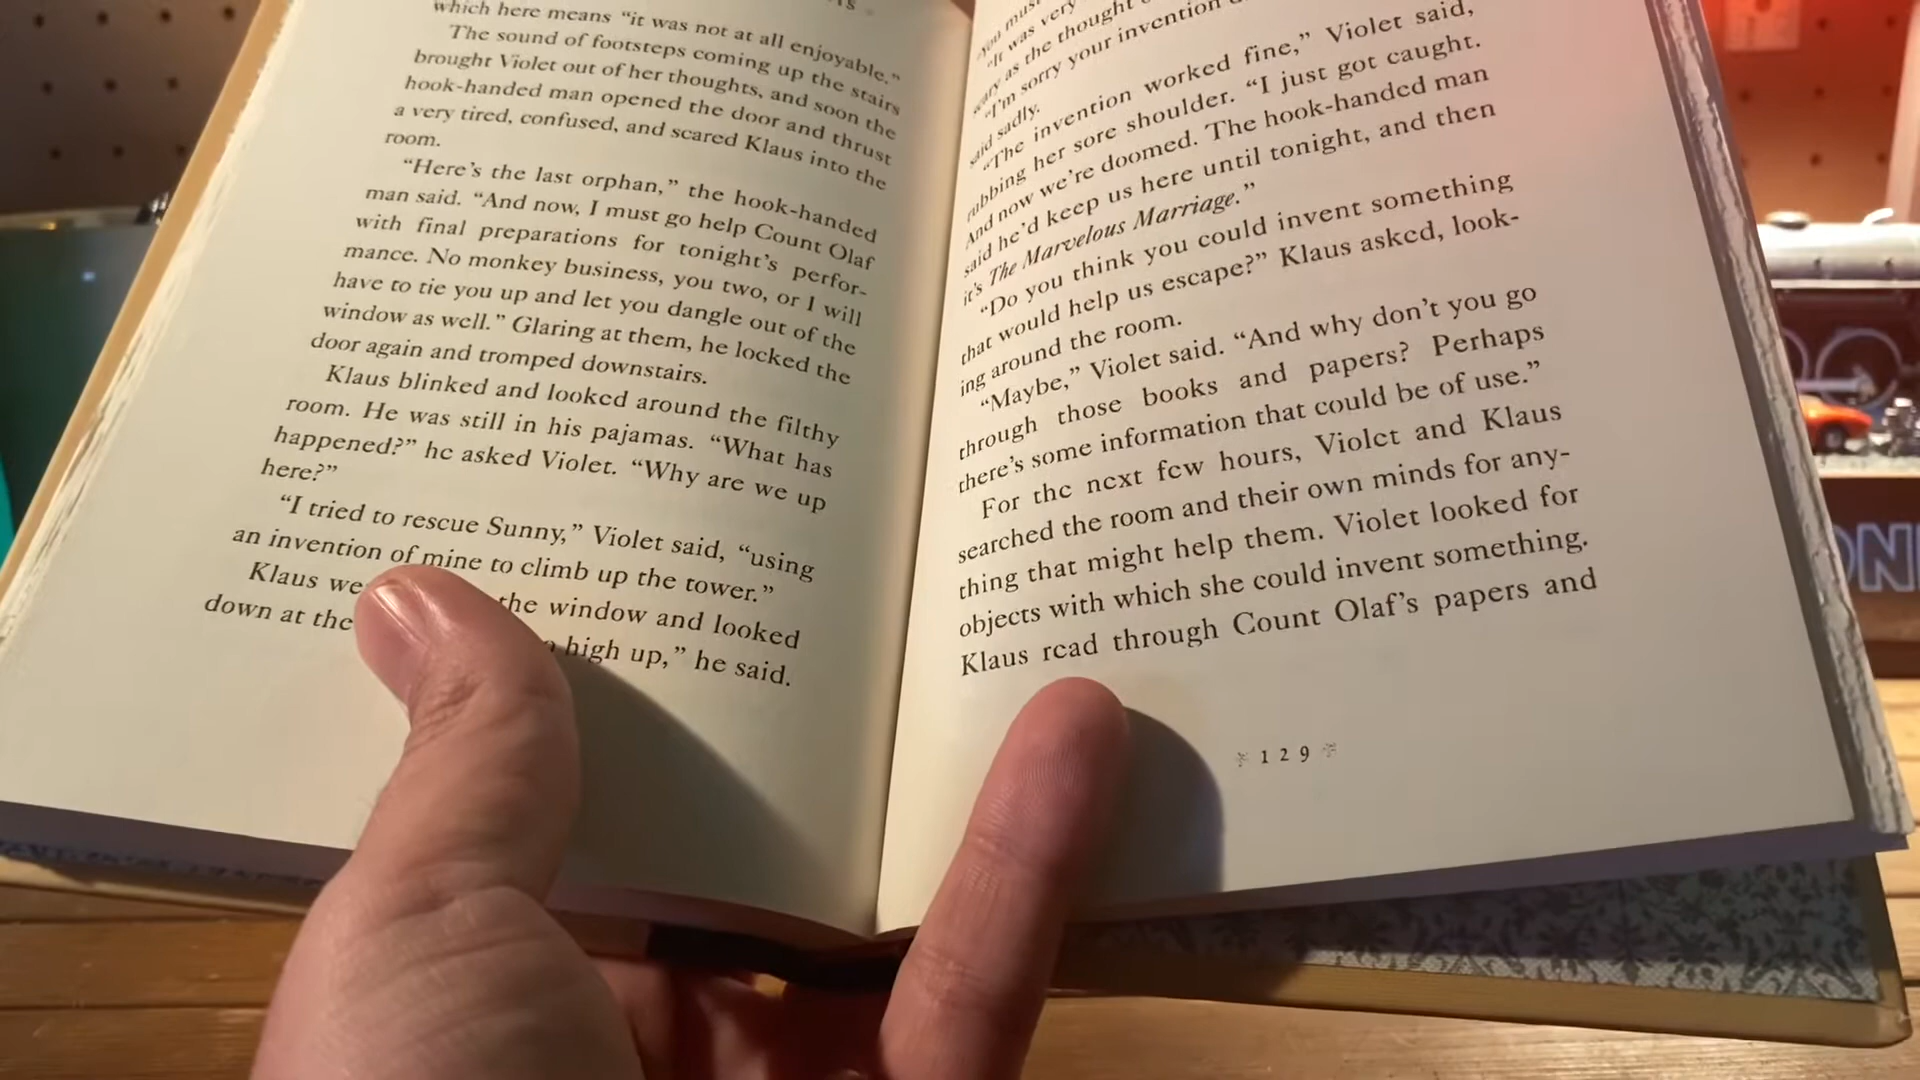 which here means “it was not at all enjoyable.”
The sound of footsteps coming up the stairs
brought Violet out of her thoughts, and soon the
hook-handed man opened the door and thrust
a very tired, confused, and scared Klaus into the
room.
“Here’s the last orphan,” the hook-handed
man said. “And now, I must go help Count Olaf
with final preparations for tonight’s perfor-
mance. No monkey business, you two, or I will
have to tie you up and let you dangle out of the
window as well.” Glaring at them, he locked the
door again and tromped downstairs.
Klaus blinked and looked around the filthy
room. He was still in his pajamas. “What has
happened?” he asked Violet. “Why are we up
here?”
“I tried to rescue Sunny,” Violet said, “using
an invention of mine to climb up the tower.”
Klaus the window and looked
down at the high up,” he said.
you must
“It was very
as the thought
“I’m sorry your invention
said sadly.
“The invention worked fine,” Violet said,
rubbing her sore shoulder. “I just got caught.
And now we’re doomed. The hook-handed man
said he’d keep us here until tonight, and then
it’s The Marvelous Marriage.”
“Do you think you could invent something
that would help us escape?” Klaus asked, look-
ing around the room.
“Maybe,” Violet said. “And why don’t you go
through those books and papers? Perhaps
there’s some information that could be of use.”
For the next few hours, Violet and Klaus
searched the room and their own minds for any-
thing that might help them. Violet looked for
objects with which she could invent something.
Klaus read through Count Olaf’s papers and
129